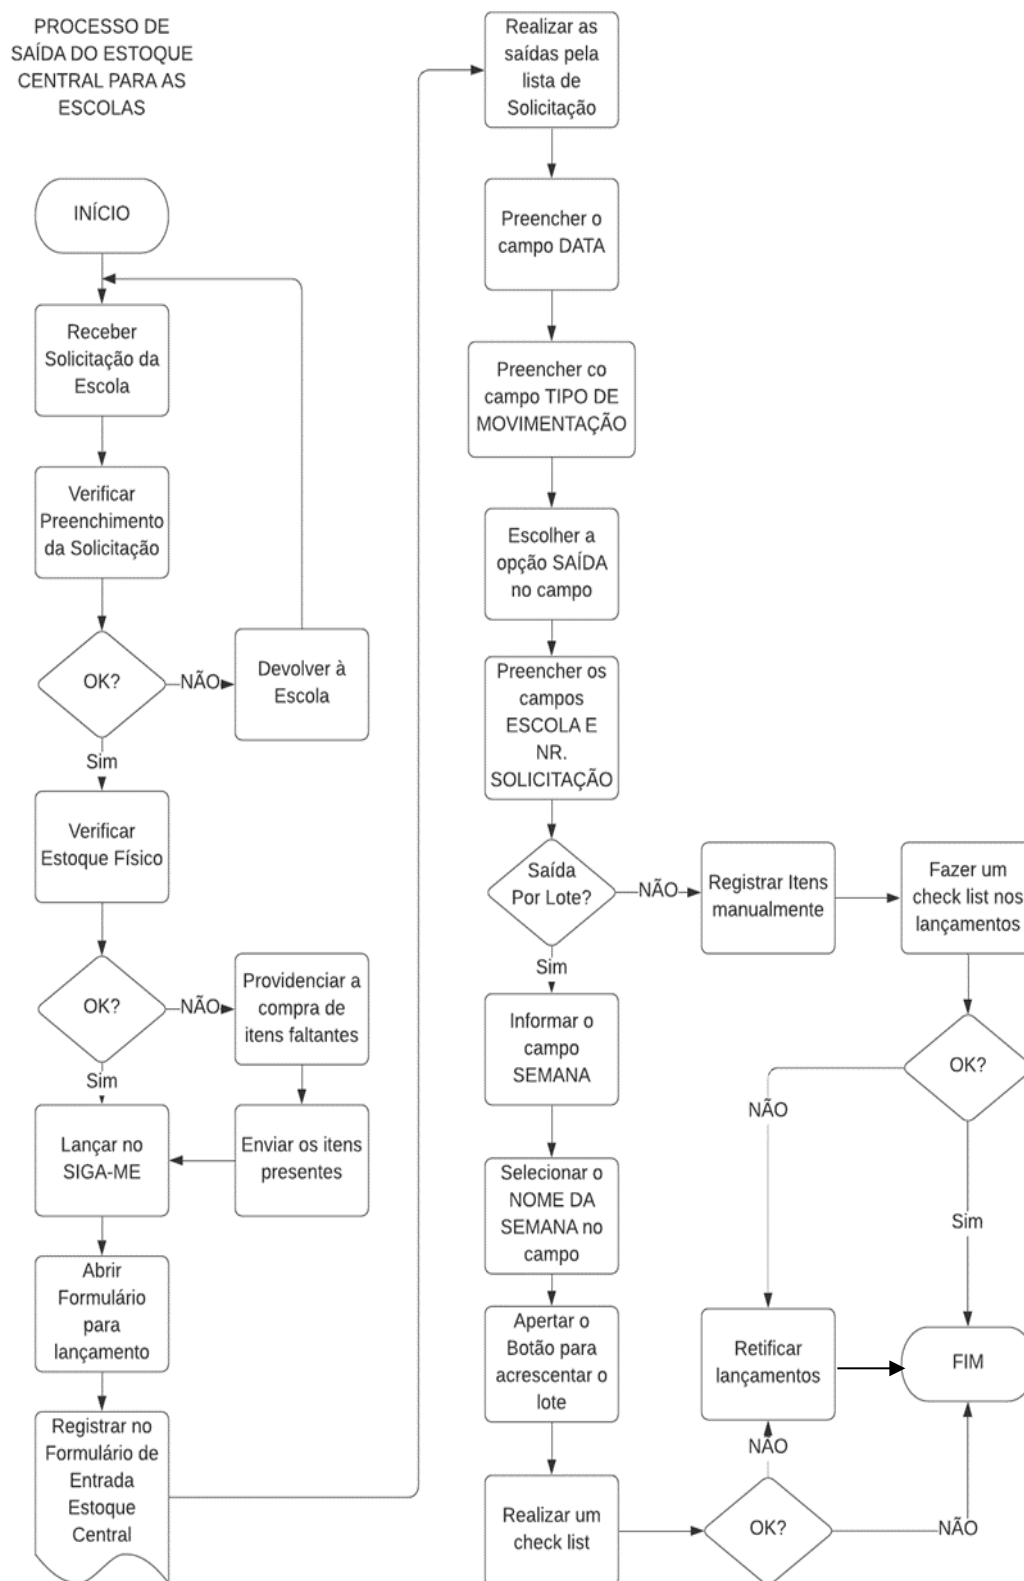 PROCESSO DE
SAÍDA DO ESTOQUE
CENTRAL PARA AS
ESCOLAS
INÍCIO
Receber
Solicitação da
Escola
Verificar
Preenchimento
da Solicitação
OK?
NÃO
Devolver à
Escola
Sim
Verificar
Estoque Físico
OK?
NÃO
Providenciar a
compra de
itens faltantes
Sim
Lançar no
SIGA-ME
Enviar os itens
presentes
Abrir
Formulário
para
lançamento
Registrar no
Formulário de
Entrada
Estoque
Central
Realizar as
saídas pela
lista de
Solicitação
Preencher o
campo DATA
Preencher co
campo TIPO DE
MOVIMENTAÇÃO
Escolher a
opção SAÍDA
no campo
Preencher os
campos
ESCOLA E
NR.
SOLICITAÇÃO
Saída
Por Lote?
NÃO
Registrar Itens
manualmente
Fazer um
check list nos
lançamentos
OK?
NÃO
Sim
Sim
Informar o
campo
SEMANA
Selecionar o
NOME DA
SEMANA no
campo
Apertar o
Botão para
acrescentar o
lote
Retificar
lançamentos
FIM
Realizar um
check list
OK?
NÃO
NÃO